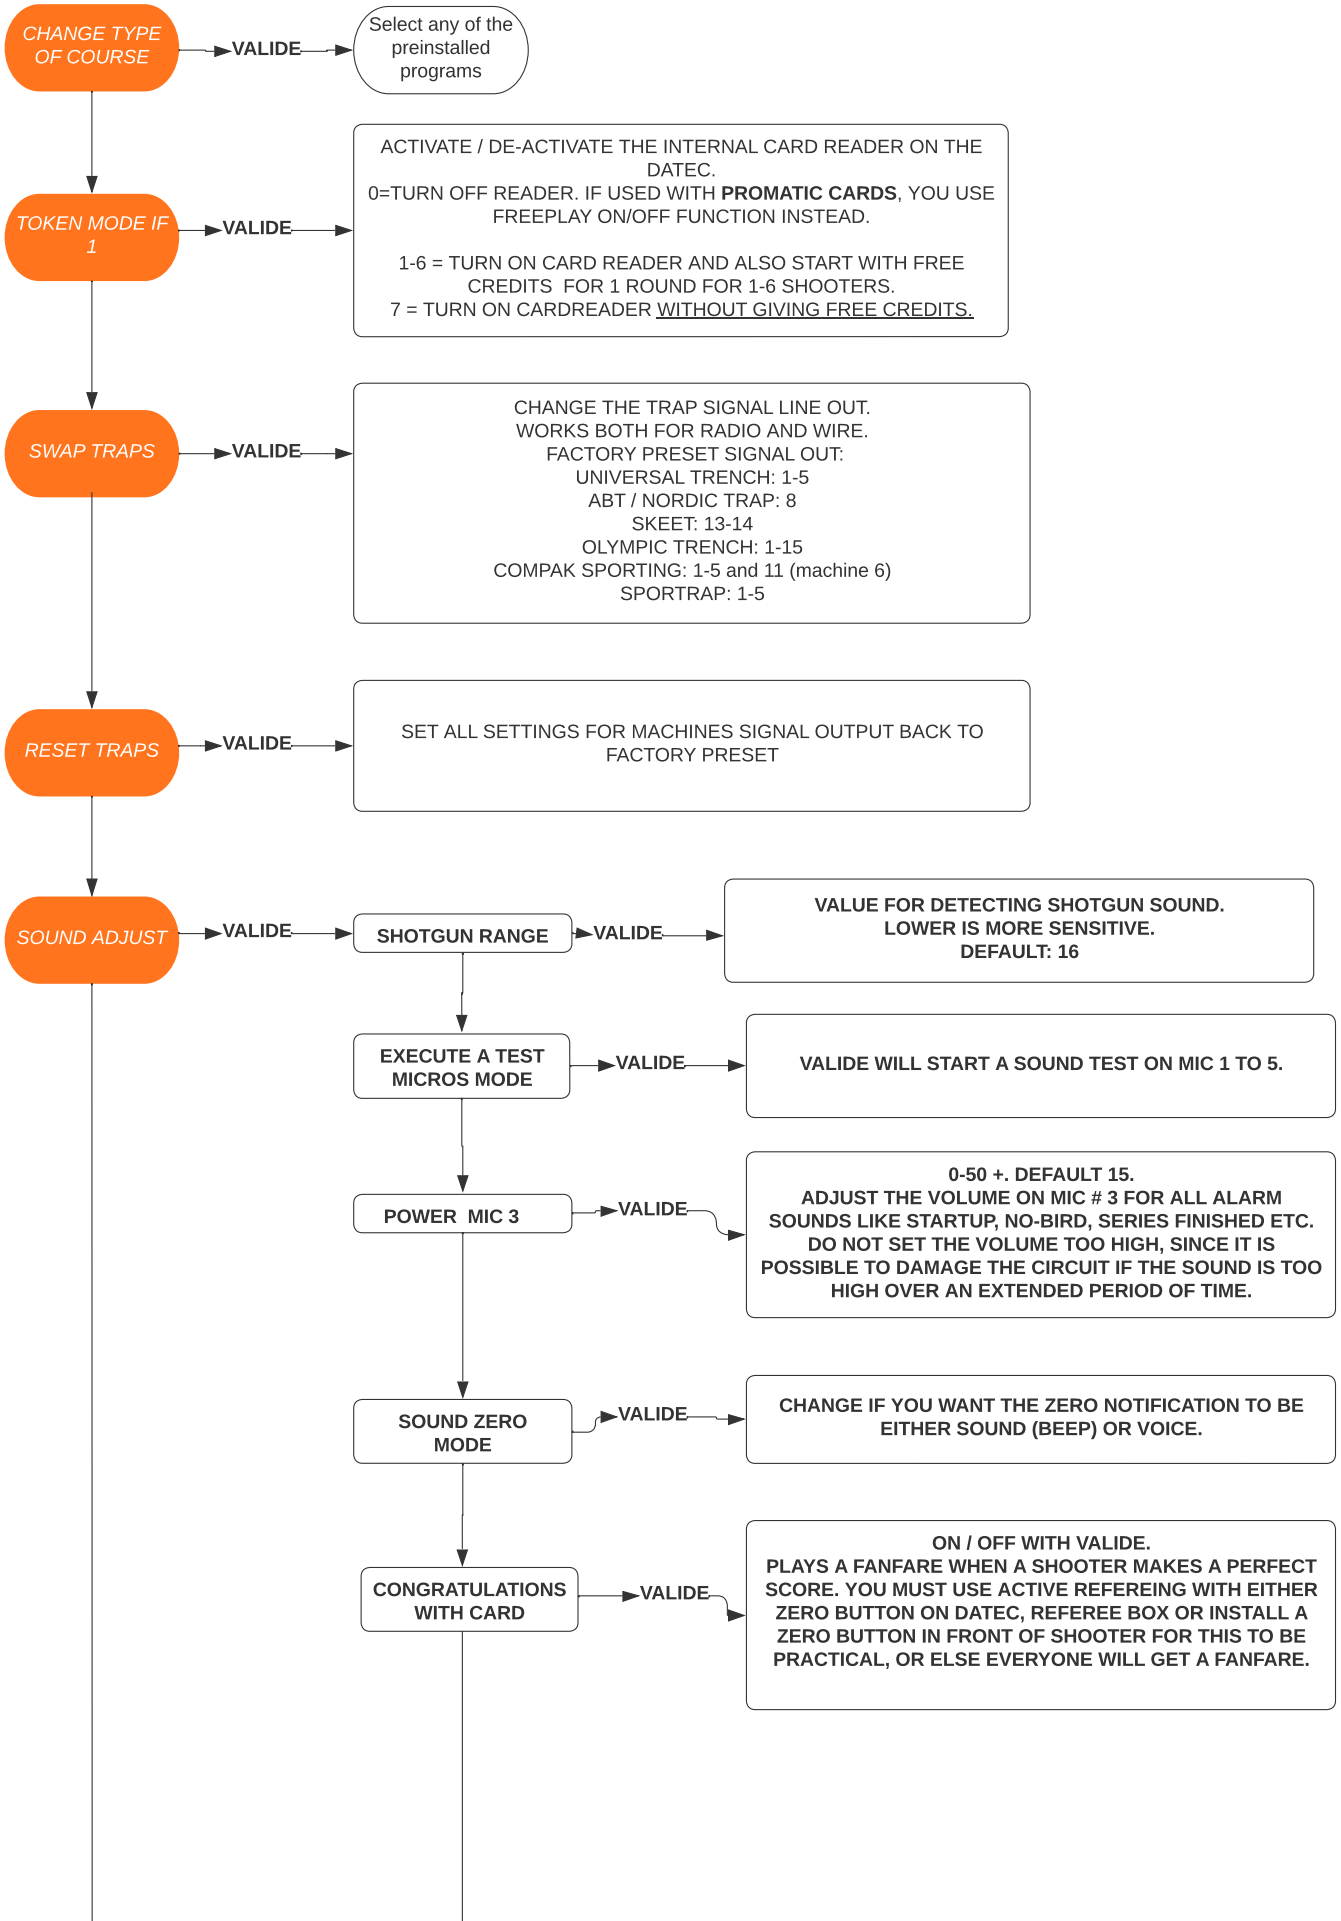 CHANGE TYPE
OF COURSE
VALIDE
Select any of the
preinstalled
programs
TOKEN MODE IF
1
VALIDE
ACTIVATE / DE-ACTIVATE THE INTERNAL CARD READER ON THE
DATEC.
0=TURN OFF READER. IF USED WITH PROMATIC CARDS, YOU USE
FREEPLAY ON/OFF FUNCTION INSTEAD.
1-6 = TURN ON CARD READER AND ALSO START WITH FREE
CREDITS  FOR 1 ROUND FOR 1-6 SHOOTERS.
7 = TURN ON CARDREADER WITHOUT GIVING FREE CREDITS.
SWAP TRAPS
VALIDE
CHANGE THE TRAP SIGNAL LINE OUT.
WORKS BOTH FOR RADIO AND WIRE.
FACTORY PRESET SIGNAL OUT:
UNIVERSAL TRENCH: 1-5
ABT / NORDIC TRAP: 8
SKEET: 13-14
OLYMPIC TRENCH: 1-15
COMPAK SPORTING: 1-5 and 11 (machine 6)
SPORTRAP: 1-5
RESET TRAPS
VALIDE
SET ALL SETTINGS FOR MACHINES SIGNAL OUTPUT BACK TO
FACTORY PRESET
SOUND ADJUST
VALIDE
SHOTGUN RANGE
VALIDE
VALUE FOR DETECTING SHOTGUN SOUND.
LOWER IS MORE SENSITIVE.
DEFAULT: 16
EXECUTE A TEST
MICROS MODE
VALIDE
VALIDE WILL START A SOUND TEST ON MIC 1 TO 5.
POWER  MIC 3
VALIDE
0-50 +. DEFAULT 15.
ADJUST THE VOLUME ON MIC # 3 FOR ALL ALARM
SOUNDS LIKE STARTUP, NO-BIRD, SERIES FINISHED ETC.
DO NOT SET THE VOLUME TOO HIGH, SINCE IT IS
POSSIBLE TO DAMAGE THE CIRCUIT IF THE SOUND IS TOO
HIGH OVER AN EXTENDED PERIOD OF TIME.
SOUND ZERO
MODE
VALIDE
CHANGE IF YOU WANT THE ZERO NOTIFICATION TO BE
EITHER SOUND (BEEP) OR VOICE.
CONGRATULATIONS
WITH CARD
VALIDE
ON / OFF WITH VALIDE.
PLAYS A FANFARE WHEN A SHOOTER MAKES A PERFECT
SCORE. YOU MUST USE ACTIVE REFEREING WITH EITHER
ZERO BUTTON ON DATEC, REFEREE BOX OR INSTALL A
ZERO BUTTON IN FRONT OF SHOOTER FOR THIS TO BE
PRACTICAL, OR ELSE EVERYONE WILL GET A FANFARE.